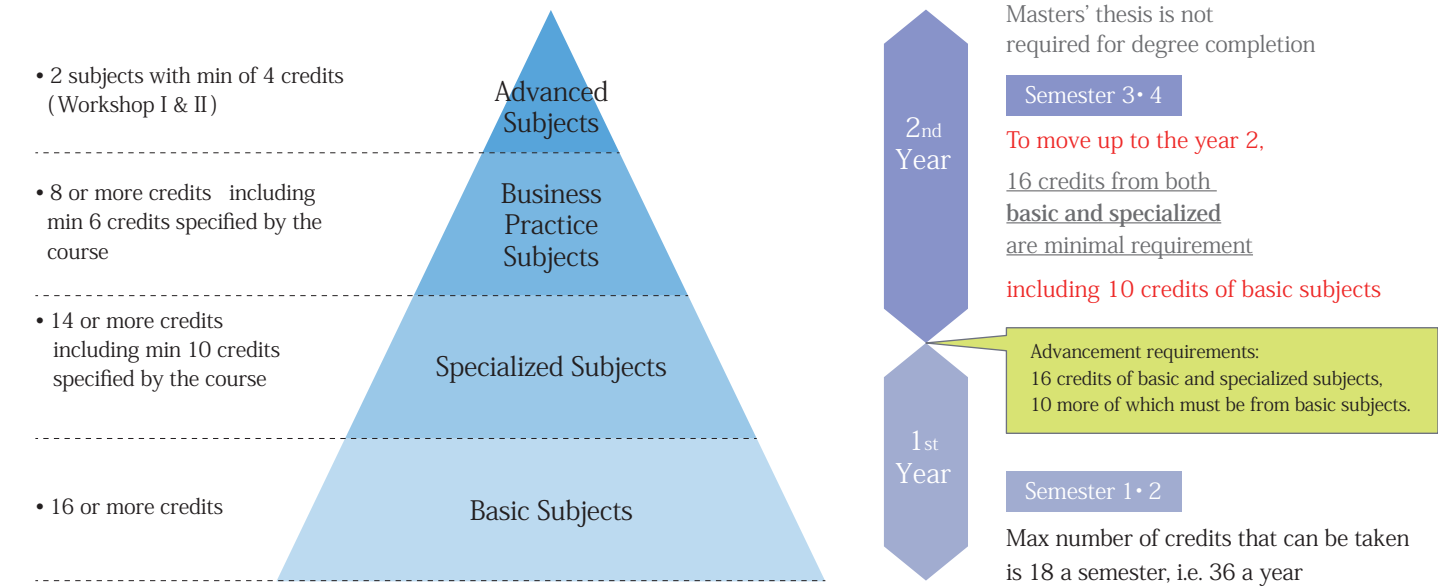 • 2 subjects with min of 4 credits
(Workshop I & II)
• 8 or more credits including
min 6 credits specified by the
course
• 14 or more credits
including min 10 credits
specified by the course
• 16 or more credits
Advanced
Subjects
Business
Practice
Subjects
Specialized Subjects
Basic Subjects
2nd
Year
1st
Year
Masters' thesis is not
required for degree completion
Semester 3・4
To move up to the year 2,
16 credits from both
basic and specialized
are minimal requirement
including 10 credits of basic subjects
Advancement requirements:
16 credits of basic and specialized subjects,
10 more of which must be from basic subjects.
Semester 1・2
Max number of credits that can be taken
is 18 a semester, i.e. 36 a year